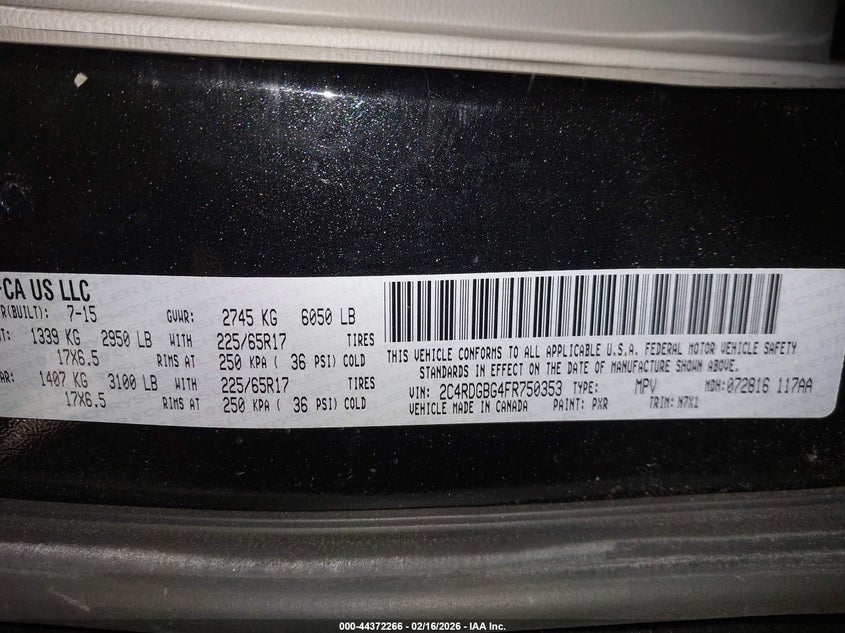 -CA US LLC
R(BUILT): 7-15 GVWR: 2745 KG 6050 LB
T: 1339 KG 2950 LB WITH 225/65R17 TIRES
17X6.5 RIMS AT 250 KPA ( 36 PSI) COLD
AR: 1407 KG 3100 LB WITH 225/65R17 TIRES
17X6.5 RIMS AT 250 KPA ( 36 PSI) COLD
THIS VEHICLE CONFORMS TO ALL APPLICABLE U.S.A. FEDERAL MOTOR VEHICLE SAFETY
STANDARDS IN EFFECT ON THE DATE OF MANUFACTURE SHOWN ABOVE.
VIN: 2C4RDGBG4FR750353 TYPE: MPV MDH: 072816 117AA
VEHICLE MADE IN CANADA PAINT: PXR TRIM: N7X1
000-44372266 - 02/16/2026 - IAA Inc.